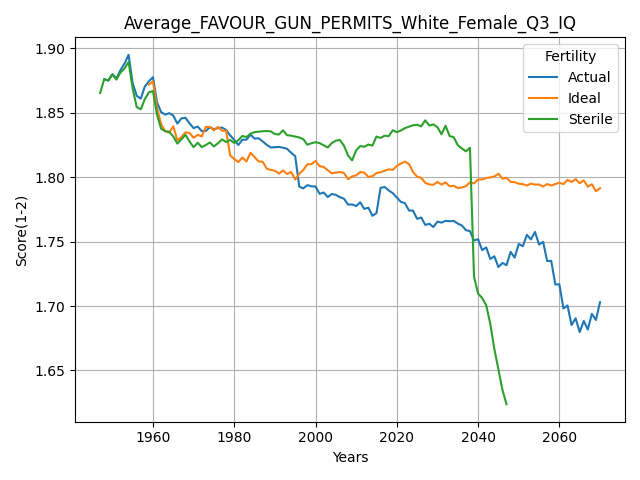 Average_FAVOUR_GUN_PERMITS_White_Female_Q3_IQ
Score(1-2)
1.90
1.85
1.80
1.75
1.70
1.65
Fertility
Actual
Ideal
Sterile
1960 1980 2000 2020 2040 2060
Years